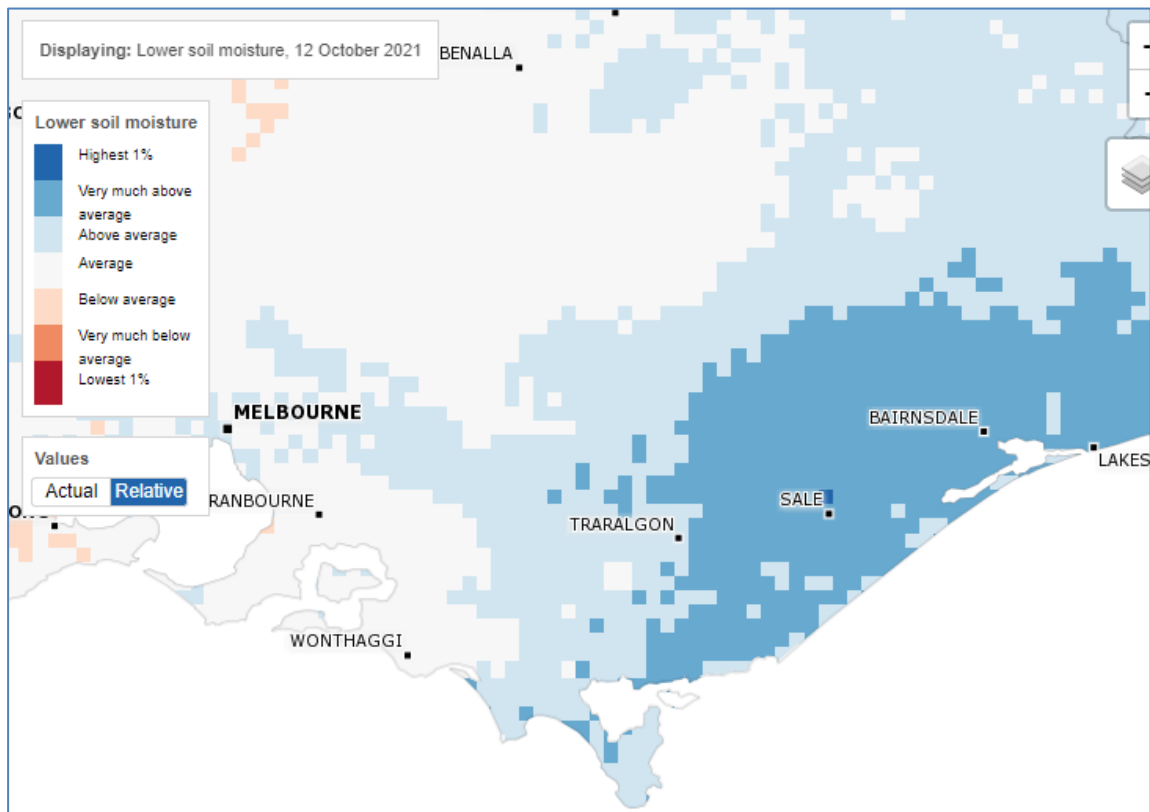 Displaying: Lower soil moisture, 12 October 2021
BENALLA
Lower soil moisture
Highest 1%
Very much above
average
Above average
Average
Below average
Very much below
average
Lowest 1%
MELBOURNE
Values
Actual Relative
RANBOURNE
BAIRNSDALE
LAKES
SALE
TRARALGON
WONTHAGGI